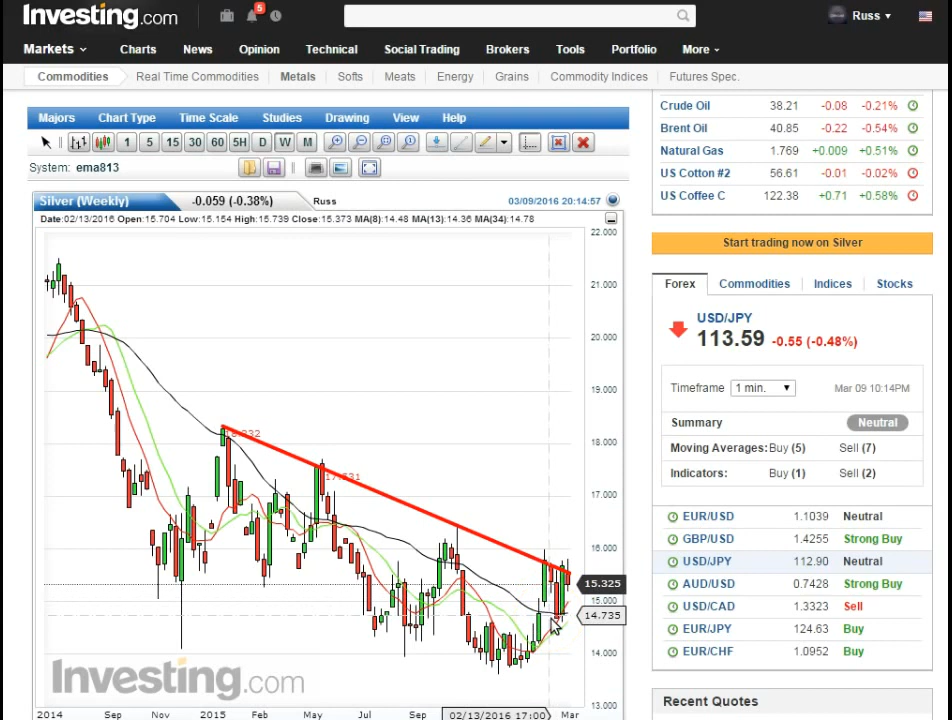 Investing.com
5
Russ ▾
Markets Charts News Opinion Technical Social Trading Brokers Tools Portfolio More
Commodities Real Time Commodities Metals Softs Meats Energy Grains Commodity Indices Futures Spec.
Majors Chart Type Time Scale Studies Drawing View Help
1 5 15 30 60 5H D W M
System: ema813
Silver (Weekly) -0.059 (-0.38%) Russ 03/09/2016 20:14:57
Date:02/13/2016 Open:15.704 Low:15.154 High:15.739 Close:15.373 MA(8):14.48 MA(13):14.36 MA(34):14.78
22.000
21.000
20.000
19.000
18.000
17.000
16.000
15.325
15.000
14.735
14.000
13.000
Investing.com
2014 Sep Nov 2015 Feb May Jul Sep 02/13/2016 17:00 Mar
Crude Oil 38.21 -0.08 -0.21%
Brent Oil 40.85 -0.22 -0.54%
Natural Gas 1.769 +0.009 +0.51%
US Cotton #2 56.61 -0.01 -0.02%
US Coffee C 122.38 +0.71 +0.58%
Start trading now on Silver
Forex Commodities Indices Stocks
USD/JPY
113.59 -0.55 (-0.48%)
Timeframe 1 min. ▼ Mar 09 10:14PM
Summary Neutral
Moving Averages: Buy (5) Sell (7)
Indicators: Buy (1) Sell (2)
EUR/USD 1.1039 Neutral
GBP/USD 1.4255 Strong Buy
USD/JPY 112.90 Neutral
AUD/USD 0.7428 Strong Buy
USD/CAD 1.3323 Sell
EUR/JPY 124.63 Buy
EUR/CHF 1.0952 Buy
Recent Quotes